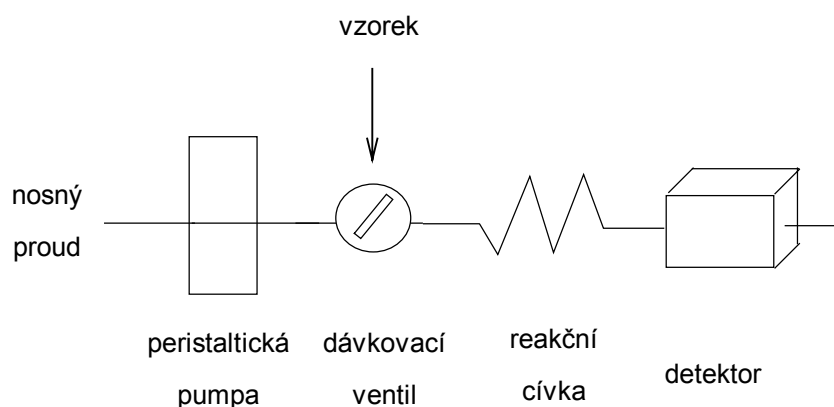 vzorek
nosný
proud
peristaltická
pumpa
dávkovací
ventil
reakční
cívka
detektor